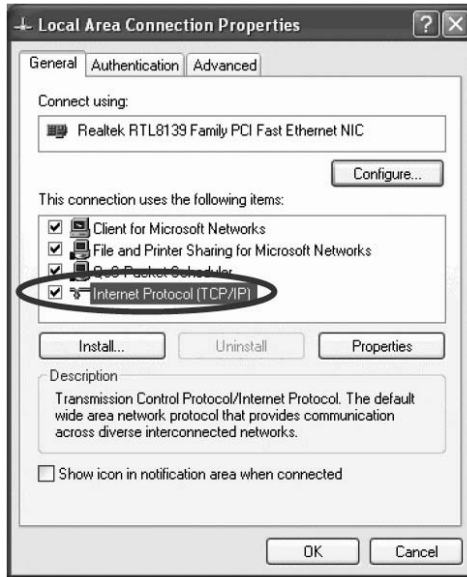 Local Area Connection Properties
General Authentication Advanced
Connect using:
Realtek RTL8139 Family PCI Fast Ethernet NIC
Configure...
This connection uses the following items:
Client for Microsoft Networks
File and Printer Sharing for Microsoft Networks
QoS Packet Scheduler
Internet Protocol (TCP/IP)
Install... Uninstall Properties
Description
Transmission Control Protocol/Internet Protocol. The default
wide area network protocol that provides communication
across diverse interconnected networks.
Show icon in notification area when connected
OK Cancel